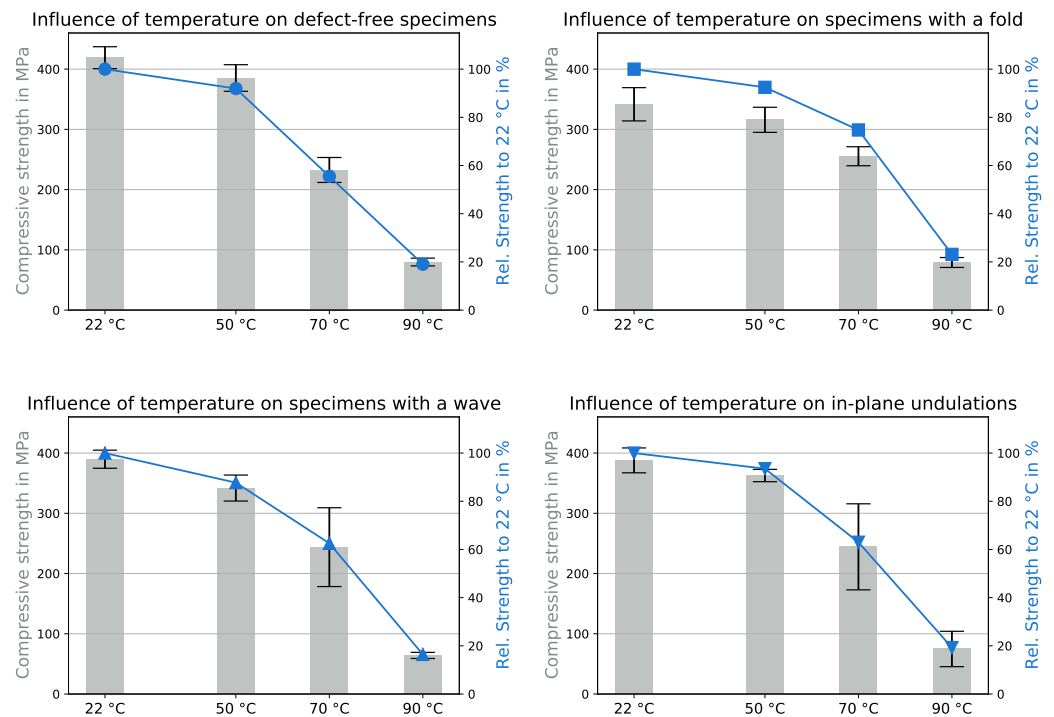 Influence of temperature on defect-free specimens
Compressive strength in MPa
400
300
200
100
0
100
80
60
40
20
0
Rel. Strength to 22 °C in %
22 °C 50 °C 70 °C 90 °C
Influence of temperature on specimens with a fold
Compressive strength in MPa
400
300
200
100
0
100
80
60
40
20
0
Rel. Strength to 22 °C in %
22 °C 50 °C 70 °C 90 °C
Influence of temperature on specimens with a wave
Compressive strength in MPa
400
300
200
100
0
100
80
60
40
20
0
Rel. Strength to 22 °C in %
22 °C 50 °C 70 °C 90 °C
Influence of temperature on in-plane undulations
Compressive strength in MPa
400
300
200
100
0
100
80
60
40
20
0
Rel. Strength to 22 °C in %
22 °C 50 °C 70 °C 90 °C